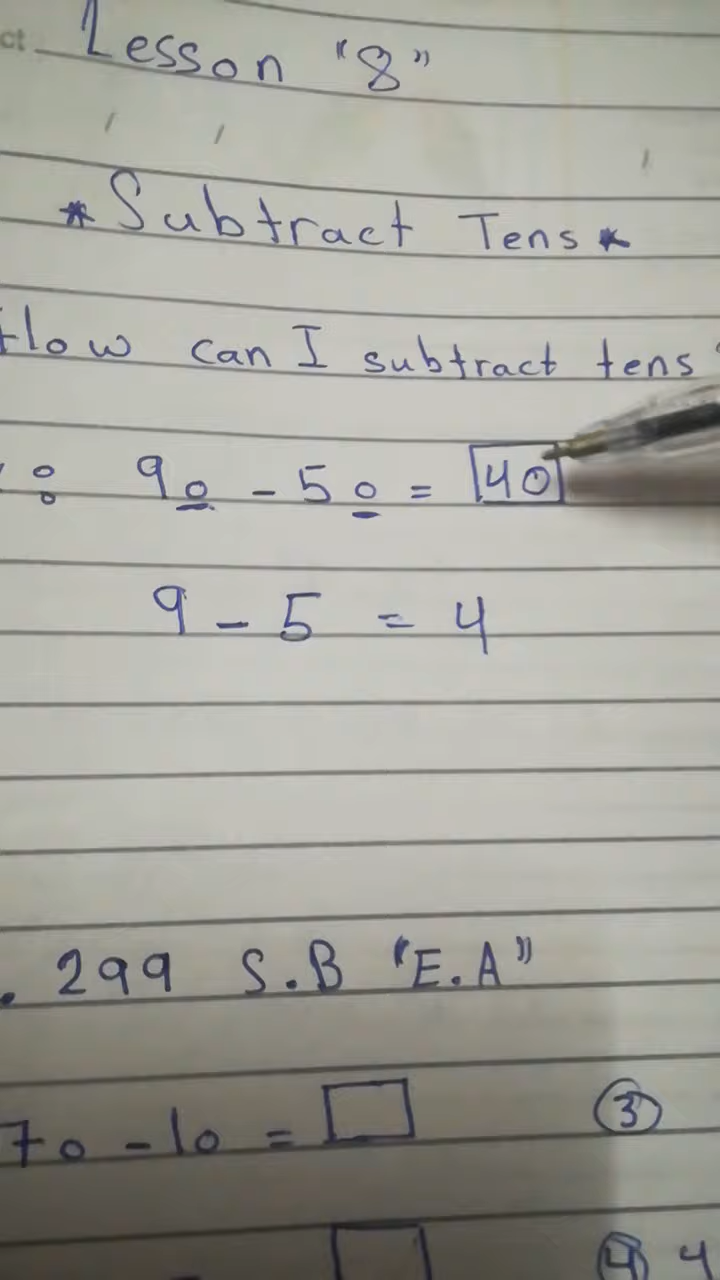 ct
Lesson "8"
* Subtract Tens *
How can I subtract tens ?
: 90 - 50 = 40
9 - 5 = 4
. 299 S.B "E.A"
70 - 10 = ③
④ 4